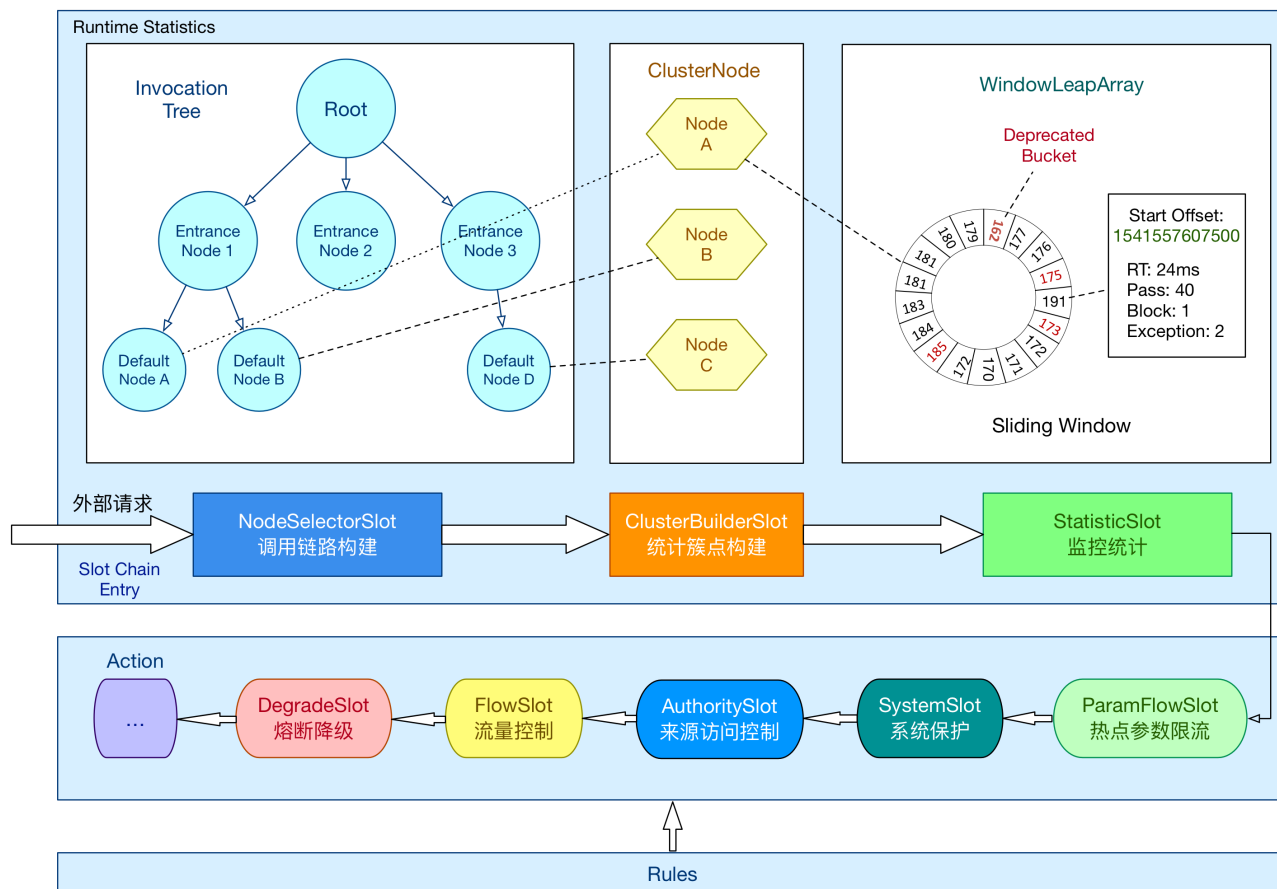 Runtime Statistics
Invocation
Tree
Root
Entrance
Node 1
Entrance
Node 2
Entrance
Node 3
Default
Node A
Default
Node B
Default
Node D
ClusterNode
Node
A
Node
B
Node
C
WindowLeapArray
Deprecated
Bucket
162
177
176
175
191
173
172
171
170
172
185
184
183
181
181
180
179
Start Offset:
1541557607500
RT: 24ms
Pass: 40
Block: 1
Exception: 2
Sliding Window
外部请求
Slot Chain
Entry
NodeSelectorSlot
调用链路构建
ClusterBuilderSlot
统计簇点构建
StatisticSlot
监控统计
Action
...
DegradeSlot
熔断降级
FlowSlot
流量控制
AuthoritySlot
来源访问控制
SystemSlot
系统保护
ParamFlowSlot
热点参数限流
Rules